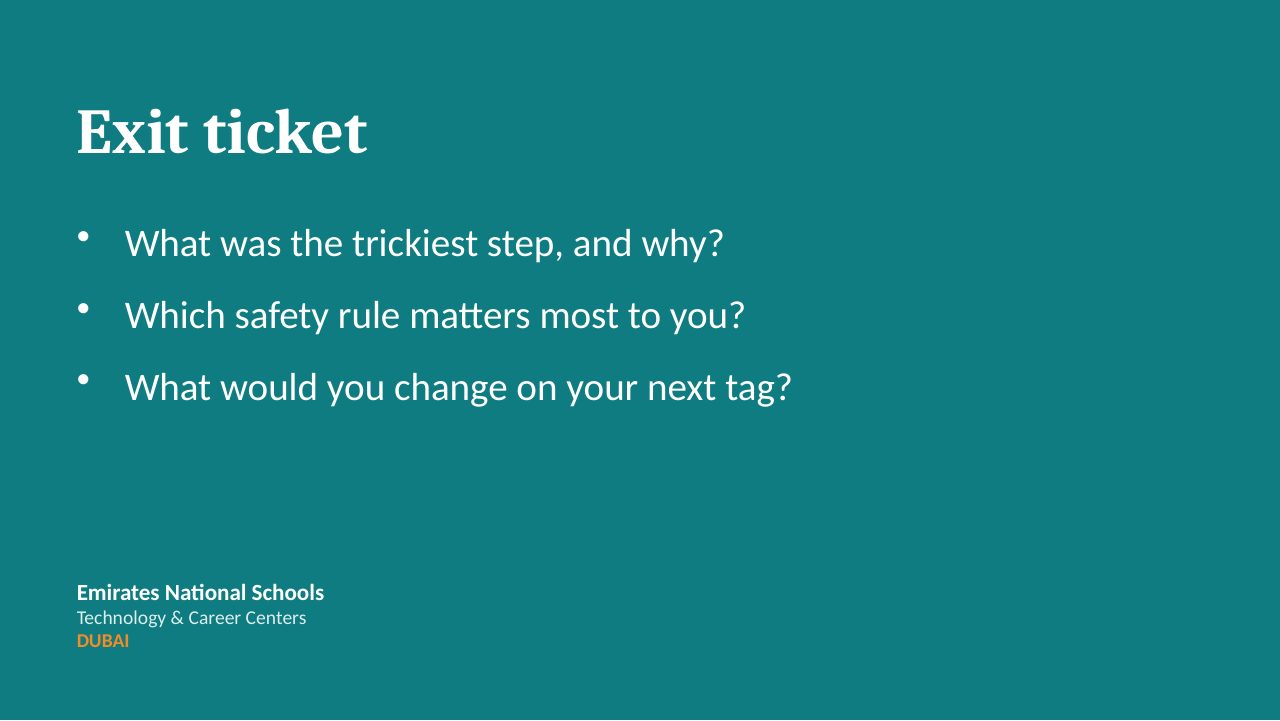 Exit ticket
• What was the trickiest step, and why?
• Which safety rule matters most to you?
• What would you change on your next tag?
Emirates National Schools
Technology & Career Centers
DUBAI